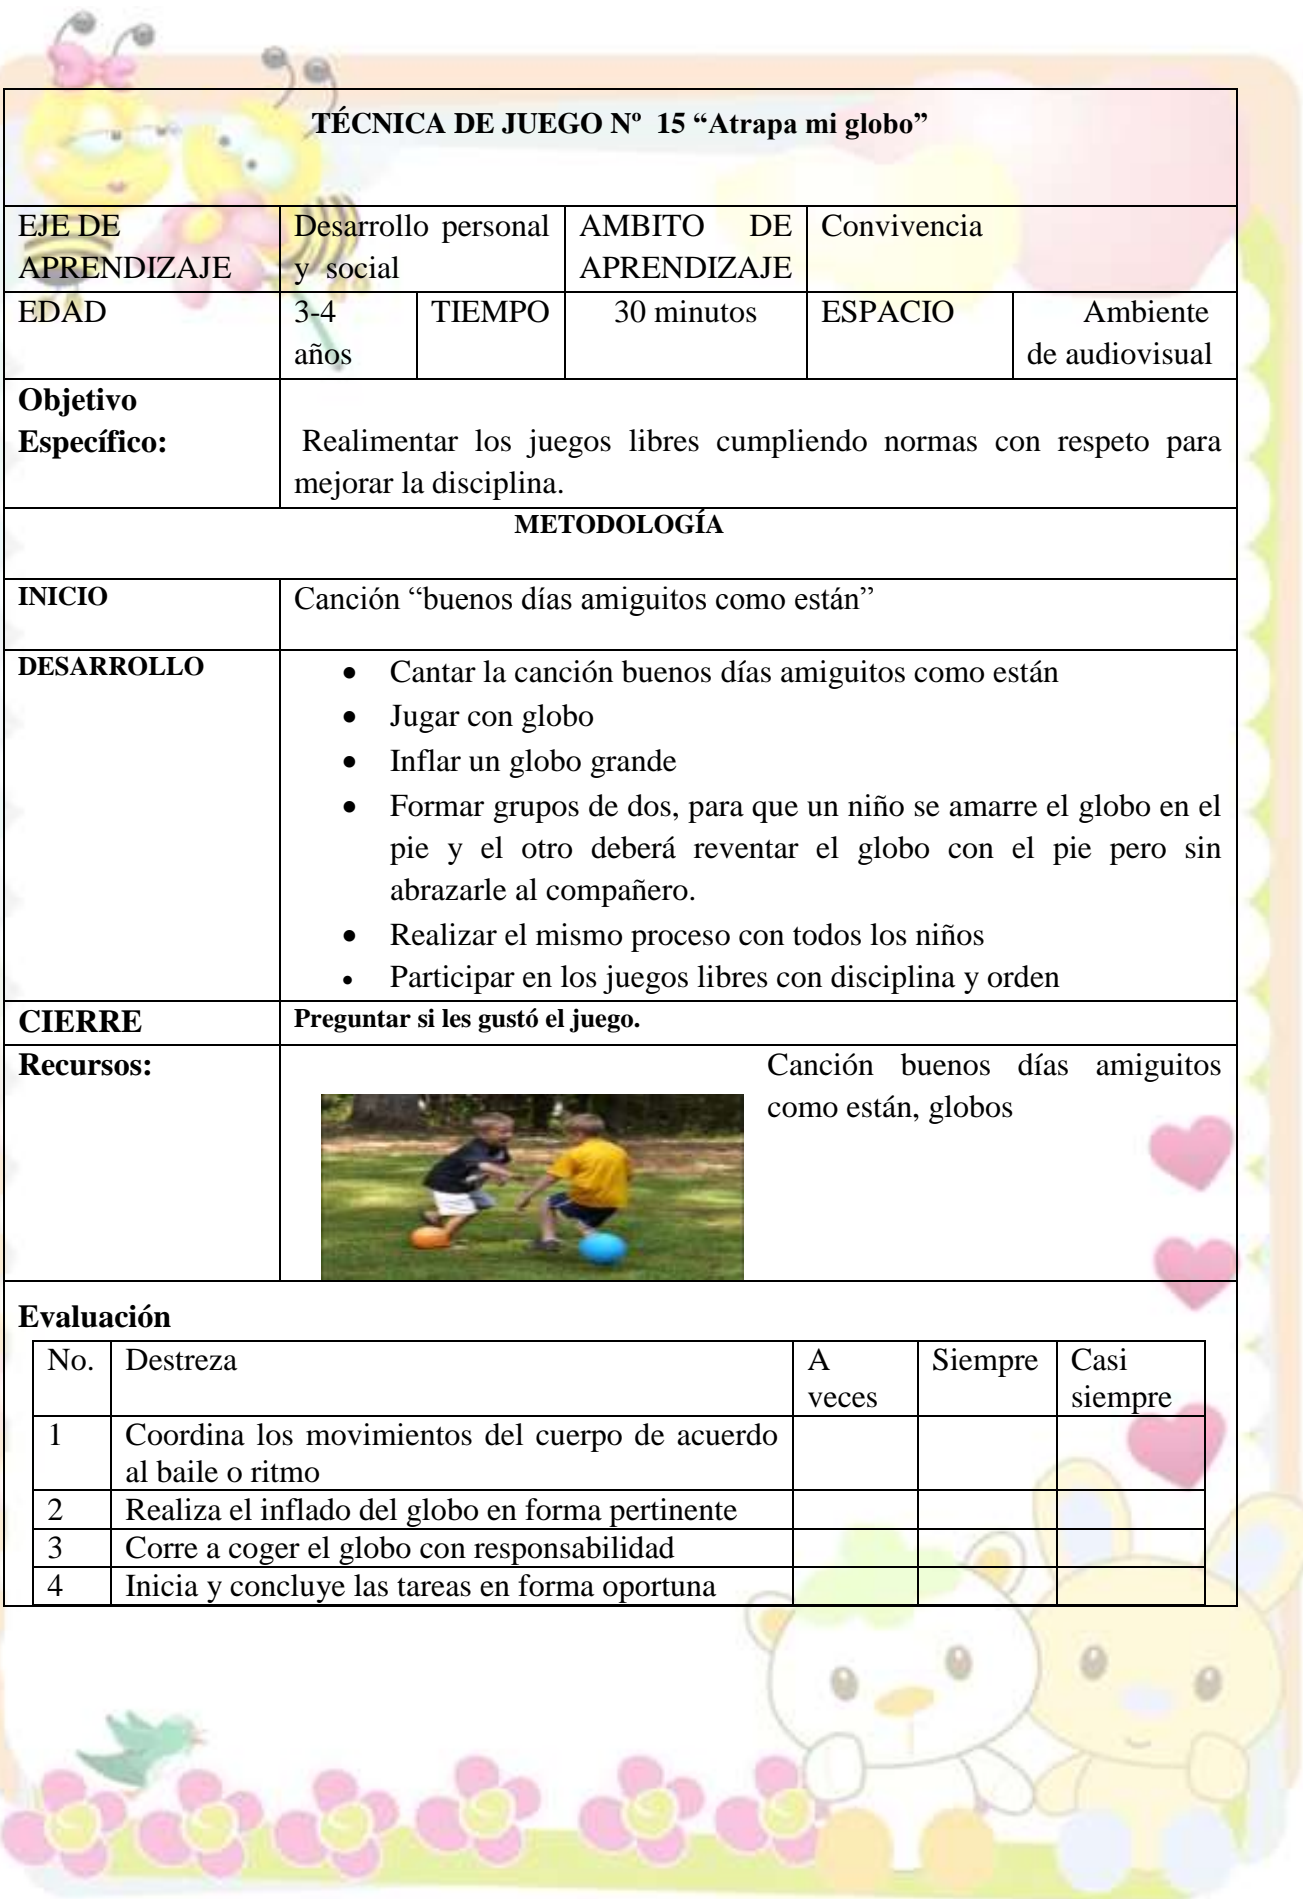 TÉCNICA DE JUEGO Nº 15 “Atrapa mi globo”
EJE DE
APRENDIZAJE
Desarrollo personal
y social
AMBITO DE
APRENDIZAJE
Convivencia
EDAD
3-4
años
TIEMPO
30 minutos
ESPACIO
Ambiente
de audiovisual
Objetivo
Específico:
Realimentar los juegos libres cumpliendo normas con respeto para
mejorar la disciplina.
METODOLOGÍA
INICIO
Canción “buenos días amiguitos como están”
DESARROLLO
• Cantar la canción buenos días amiguitos como están
• Jugar con globo
• Inflar un globo grande
• Formar grupos de dos, para que un niño se amarre el globo en el
pie y el otro deberá reventar el globo con el pie pero sin
abrazarle al compañero.
• Realizar el mismo proceso con todos los niños
• Participar en los juegos libres con disciplina y orden
CIERRE
Preguntar si les gustó el juego.
Recursos:
Canción buenos días amiguitos
como están, globos
Evaluación
No.
Destreza
A
veces
Siempre
Casi
siempre
1
Coordina los movimientos del cuerpo de acuerdo
al baile o ritmo
2
Realiza el inflado del globo en forma pertinente
3
Corre a coger el globo con responsabilidad
4
Inicia y concluye las tareas en forma oportuna